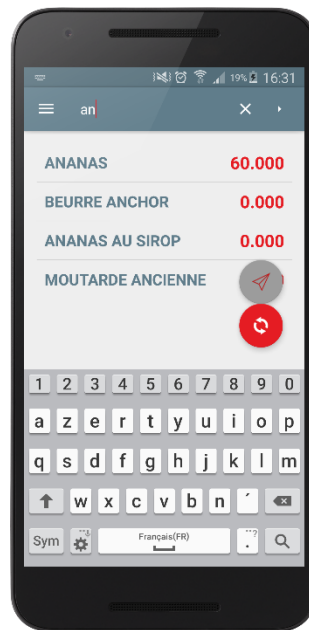 19% 16:31
an
ANANAS 60.000
BEURRE ANCHOR 0.000
ANANAS AU SIROP 0.000
MOUTARDE ANCIENNE
1 2 3 4 5 6 7 8 9 0
a z e r t y u i o p
q s d f g h j k l m
w x c v b n ´
Sym Français(FR) . ?